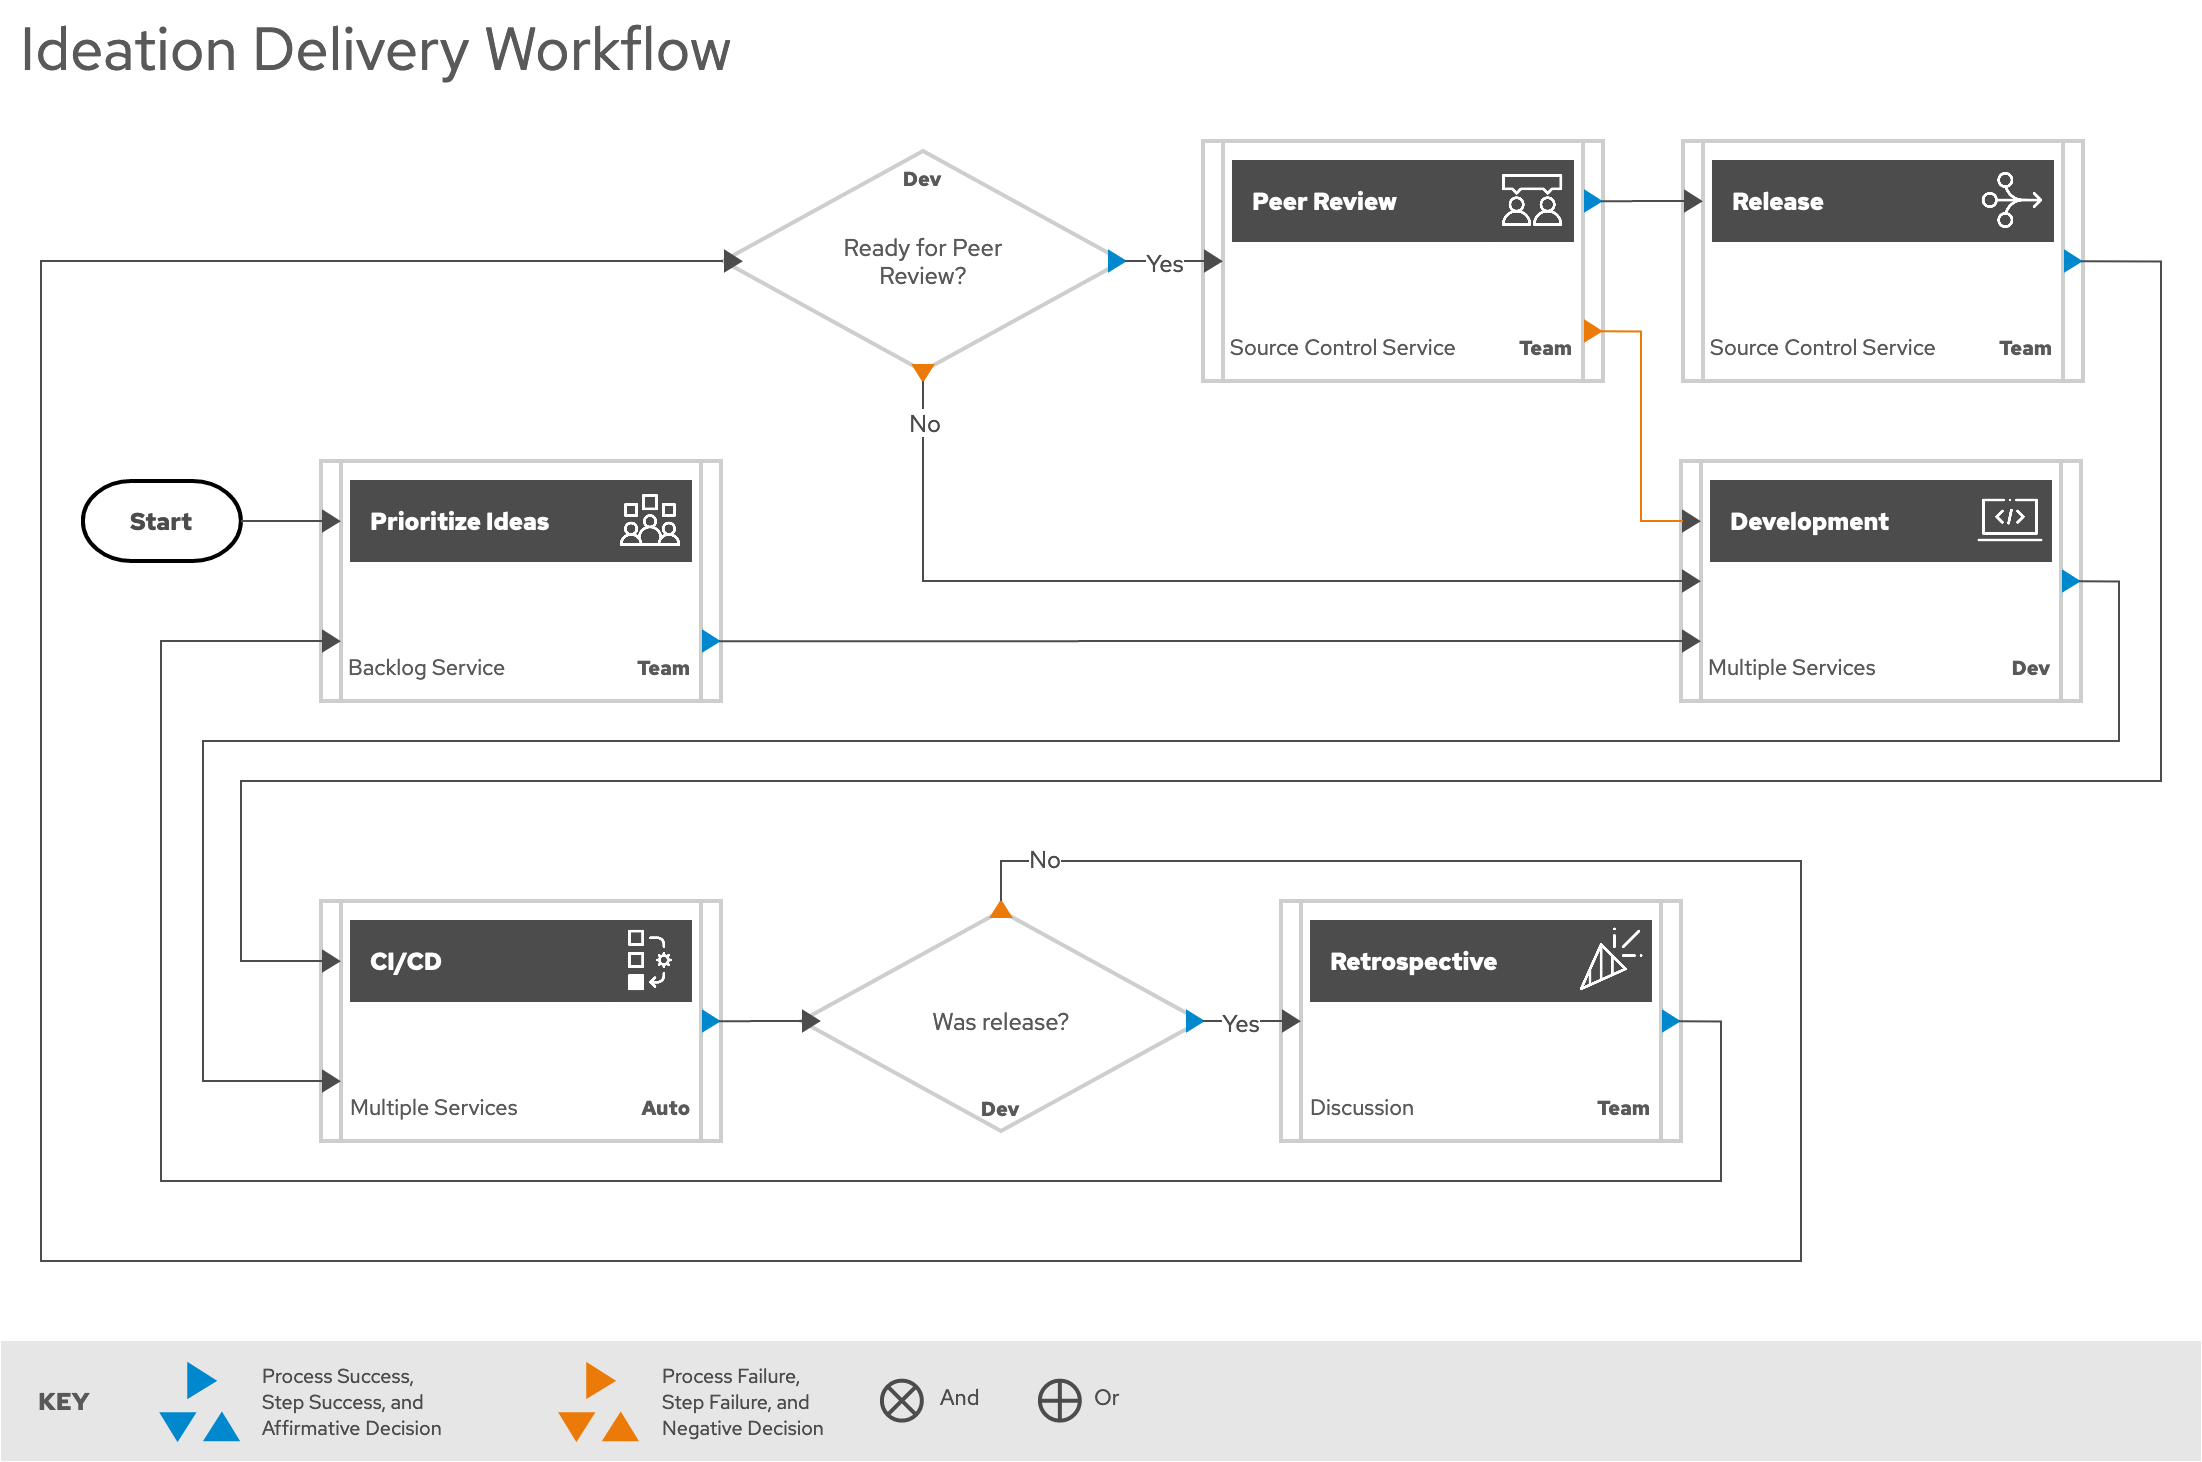 Ideation Delivery Workflow
Dev
Ready for Peer
Review?
Yes
No
Peer Review
Source Control Service
Team
Release
Source Control Service
Team
Start
Prioritize Ideas
Backlog Service
Team
Development
</>
Multiple Services
Dev
CI/CD
Multiple Services
Auto
No
Was release?
Dev
Yes
Retrospective
Discussion
Team
KEY
Process Success,
Step Success, and
Affirmative Decision
Process Failure,
Step Failure, and
Negative Decision
And
Or